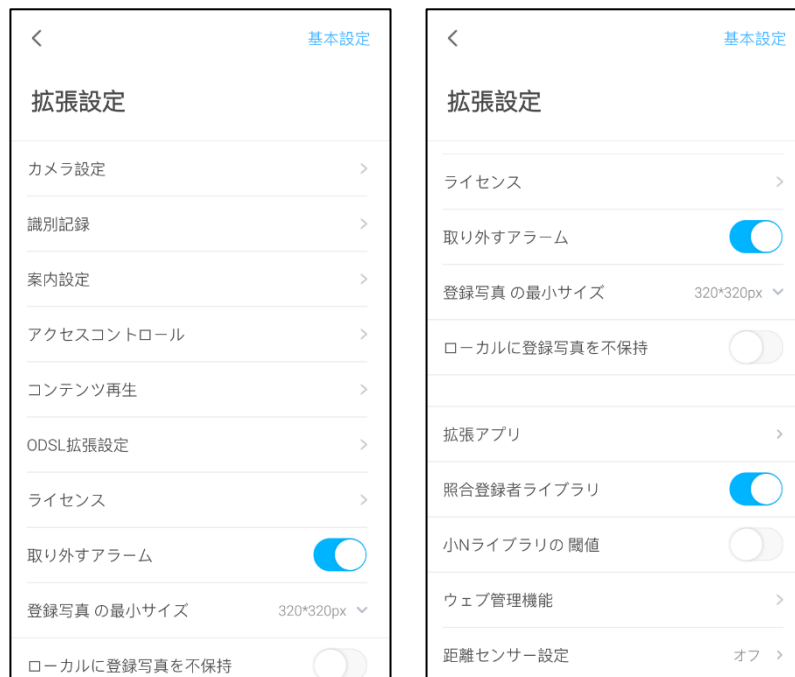 基本設定
拡張設定
カメラ設定
識別記録
案内設定
アクセスコントロール
コンテンツ再生
ODSL拡張設定
ライセンス
取り外すアラーム
登録写真 の最小サイズ 320*320px
ローカルに登録写真を不保持
基本設定
拡張設定
ライセンス
取り外すアラーム
登録写真 の最小サイズ 320*320px
ローカルに登録写真を不保持
拡張アプリ
照合登録者ライブラリ
小Nライブラリの 閾値
ウェブ管理機能
距離センサー設定 オフ